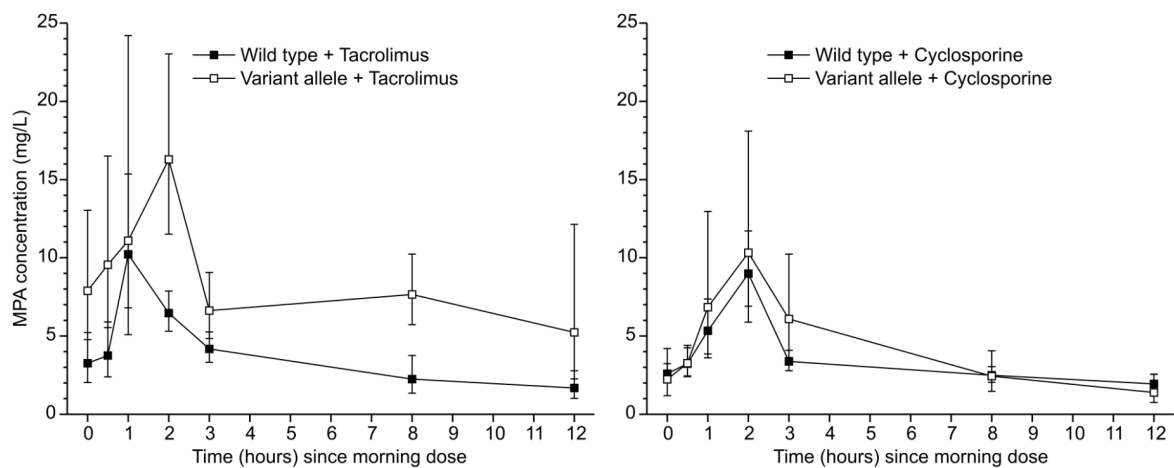 25
20
15
10
5
0
MPA concentration (mg/L)
Wild type + Tacrolimus
Variant allele + Tacrolimus
0 1 2 3 4 5 6 7 8 9 10 11 12
Time (hours) since morning dose
25
20
15
10
5
0
Wild type + Cyclosporine
Variant allele + Cyclosporine
0 1 2 3 4 5 6 7 8 9 10 11 12
Time (hours) since morning dose